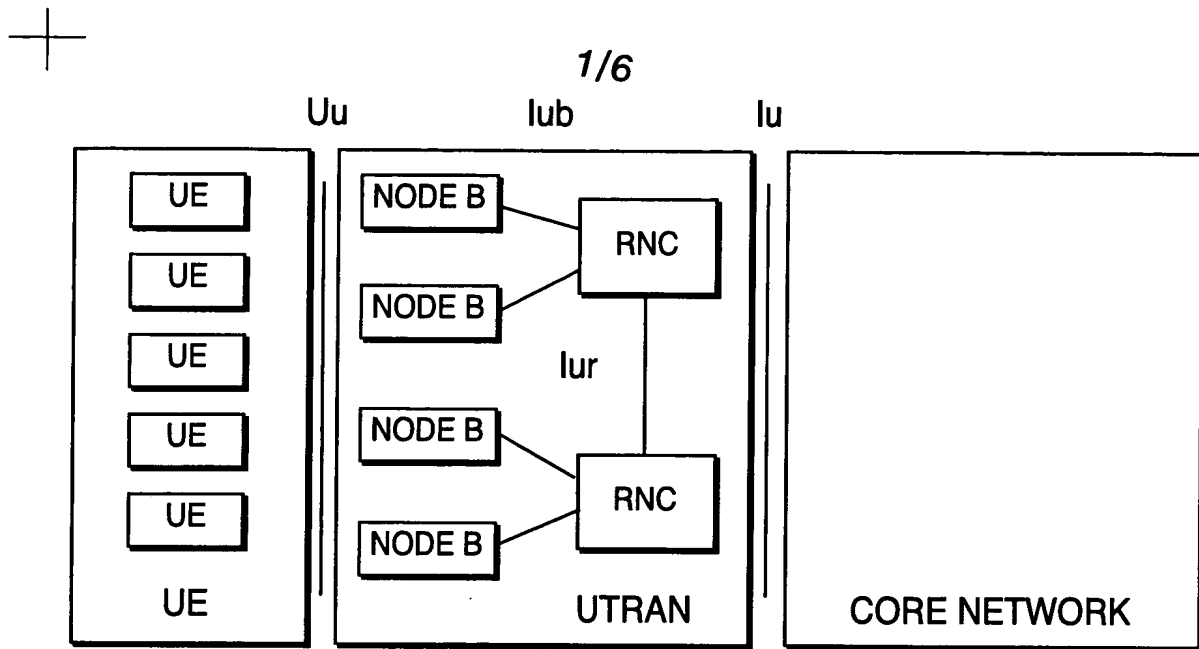 1/6
Uu Iub Iu
UE
UE
UE
UE
UE
UE
NODE B
NODE B
RNC
Iur
NODE B
NODE B
RNC
UTRAN
CORE NETWORK